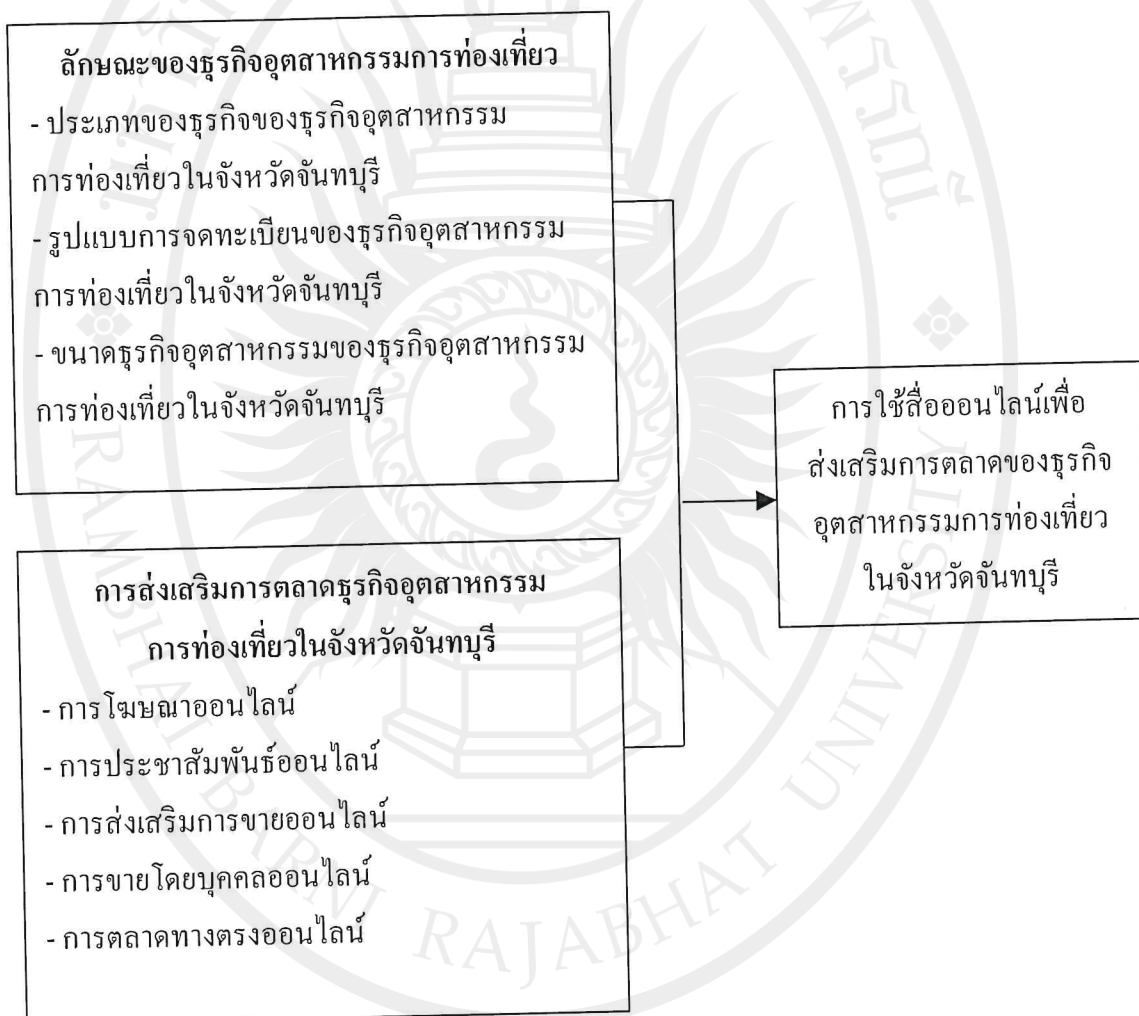 ลักษณะของธุรกิจอุตสาหกรรมการท่องเที่ยว
- ประเภทของธุรกิจของธุรกิจอุตสาหกรรม
การท่องเที่ยวในจังหวัดจันทบุรี
- รูปแบบการจดทะเบียนของธุรกิจอุตสาหกรรม
การท่องเที่ยวในจังหวัดจันทบุรี
- ขนาดธุรกิจอุตสาหกรรมของธุรกิจอุตสาหกรรม
การท่องเที่ยวในจังหวัดจันทบุรี
การส่งเสริมการตลาดธุรกิจอุตสาหกรรม
การท่องเที่ยวในจังหวัดจันทบุรี
- การโฆษณาออนไลน์
- การประชาสัมพันธ์ออนไลน์
- การส่งเสริมการขายออนไลน์
- การขายโดยบุคคลออนไลน์
- การตลาดทางตรงออนไลน์
การใช้สื่อออนไลน์เพื่อ
ส่งเสริมการตลาดของธุรกิจ
อุตสาหกรรมการท่องเที่ยว
ในจังหวัดจันทบุรี
RAMBHAI BARNI RAJABHAT UNIVERSITY